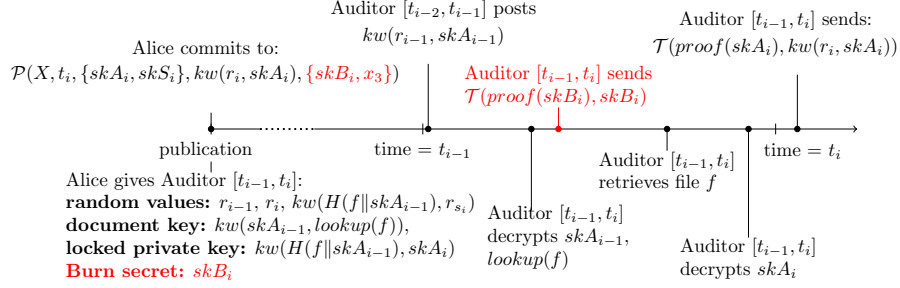 Auditor [t_{i−2}, t_{i−1}] posts
kw(r_{i−1}, skA_{i−1})
Auditor [t_{i−1}, t_i] sends:
𝒯(proof(skA_i), kw(r_i, skA_i))
Alice commits to:
𝒫(X, t_i, {skA_i, skS_i}, kw(r_i, skA_i), {skB_i, x_3})
Auditor [t_{i−1}, t_i] sends
𝒯(proof(skB_i), skB_i)
publication
time = t_{i−1}
time = t_i
Auditor [t_{i−1}, t_i]
retrieves file f
Alice gives Auditor [t_{i−1}, t_i]:
random values: r_{i−1}, r_i, kw(H(f‖skA_{i−1}), r_{s_i})
document key: kw(skA_{i−1}, lookup(f)),
locked private key: kw(H(f‖skA_{i−1}), skA_i)
Burn secret: skB_i
Auditor [t_{i−1}, t_i]
decrypts skA_{i−1},
lookup(f)
Auditor [t_{i−1}, t_i]
decrypts skA_i